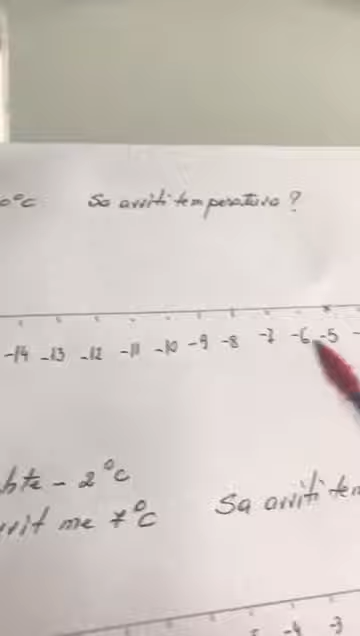 0°C Sa arriti temperatura?
-14 -13 -12 -11 -10 -9 -8 -7 -6 -5 -
- 2°C
me 7°C Sa arriti
-4 -3